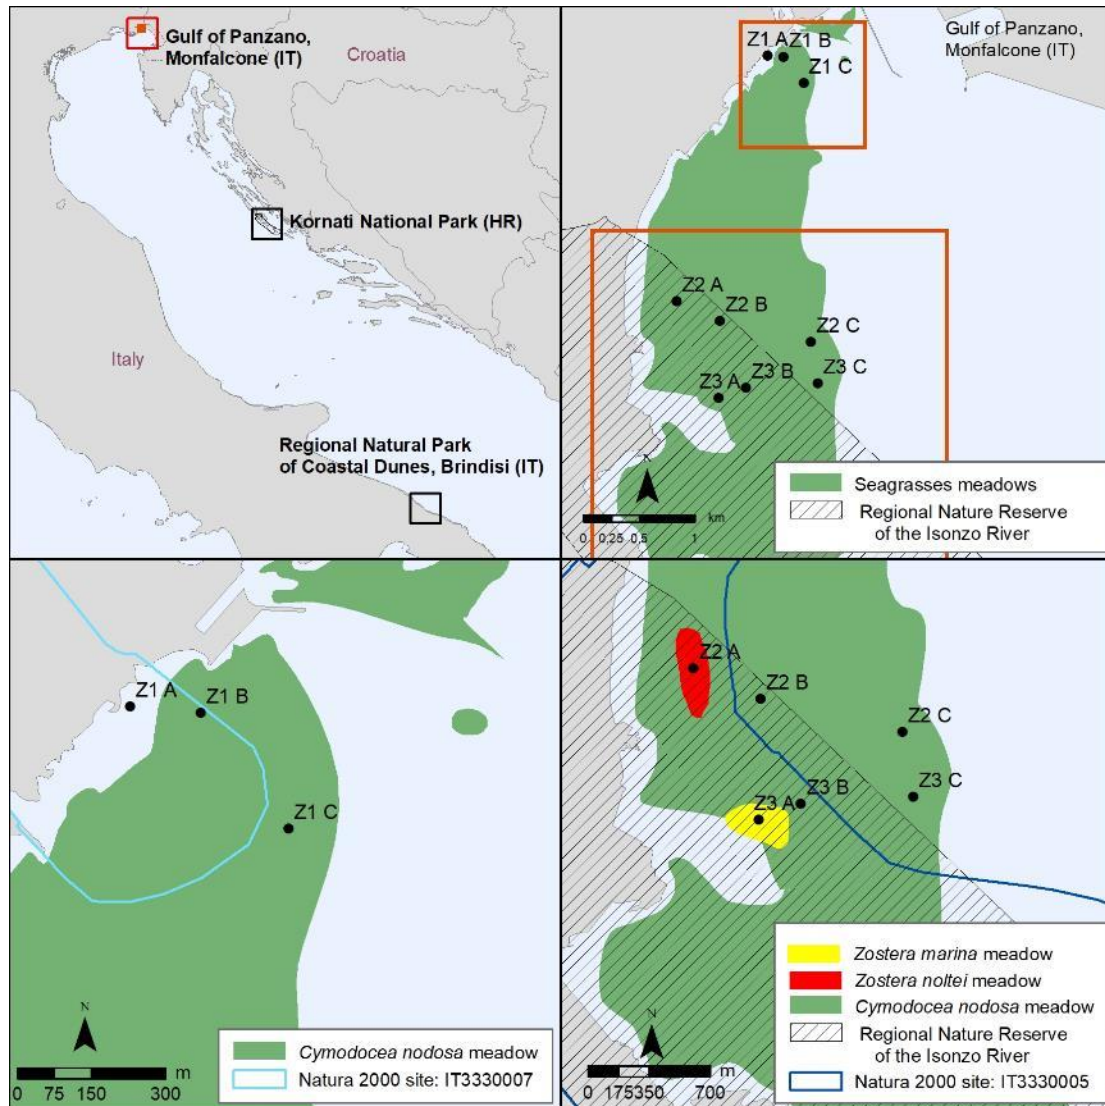 Gulf of Panzano,
Monfalcone (IT)
Croatia
Kornati National Park (HR)
Italy
Regional Natural Park
of Coastal Dunes, Brindisi (IT)
Gulf of Panzano,
Monfalcone (IT)
Z1 A
Z1 B
Z1 C
Z2 A
Z2 B
Z2 C
Z3 B
Z3 C
Z3 A
Seagrasses meadows
Regional Nature Reserve
of the Isonzo River
km
0 0,25 0,5 1
Z1 A
Z1 B
Z1 C
N
m
0 75 150 300
Cymodocea nodosa meadow
Natura 2000 site: IT3330007
Z2 A
Z2 B
Z2 C
Z3 C
Z3 B
Z3 A
N
m
0 175350 700
Zostera marina meadow
Zostera noltei meadow
Cymodocea nodosa meadow
Regional Nature Reserve
of the Isonzo River
Natura 2000 site: IT3330005